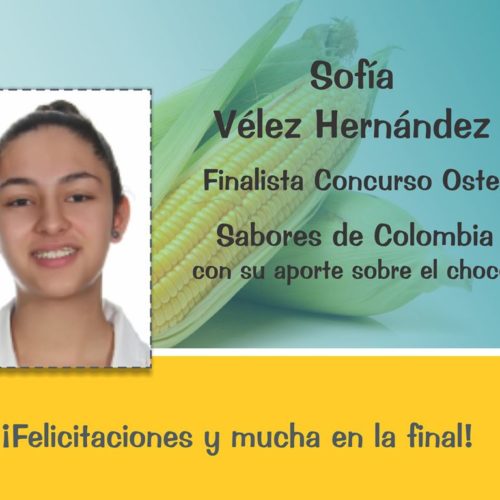 Sofía
Vélez Hernández
Finalista Concurso Oste
Sabores de Colombia
con su aporte sobre el choc
¡Felicitaciones y mucha en la final!